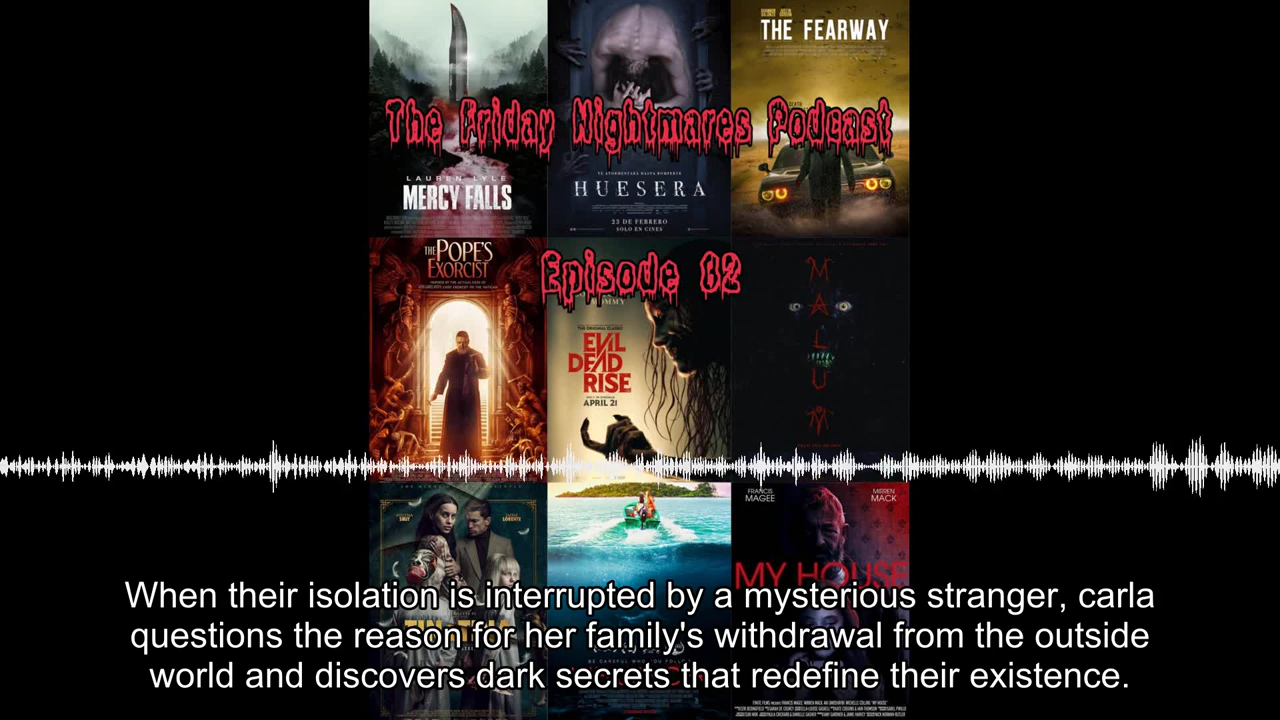 THE FEARWAY
The Friday Nightmares Podcast
LAUREN LYLE
MERCY FALLS
HUESERA
23 DE FEBRERO
SOLO EN CINES
THE POPE'S
EXORCIST
Episode 82
MOMMY
EVIL
DEAD
RISE
APRIL 21
MALUM
FRANCIS
MAGEE
MIRREN
MACK
MY HOUSE
When their isolation is interrupted by a mysterious stranger, carla
questions the reason for her family's withdrawal from the outside
world and discovers dark secrets that redefine their existence.